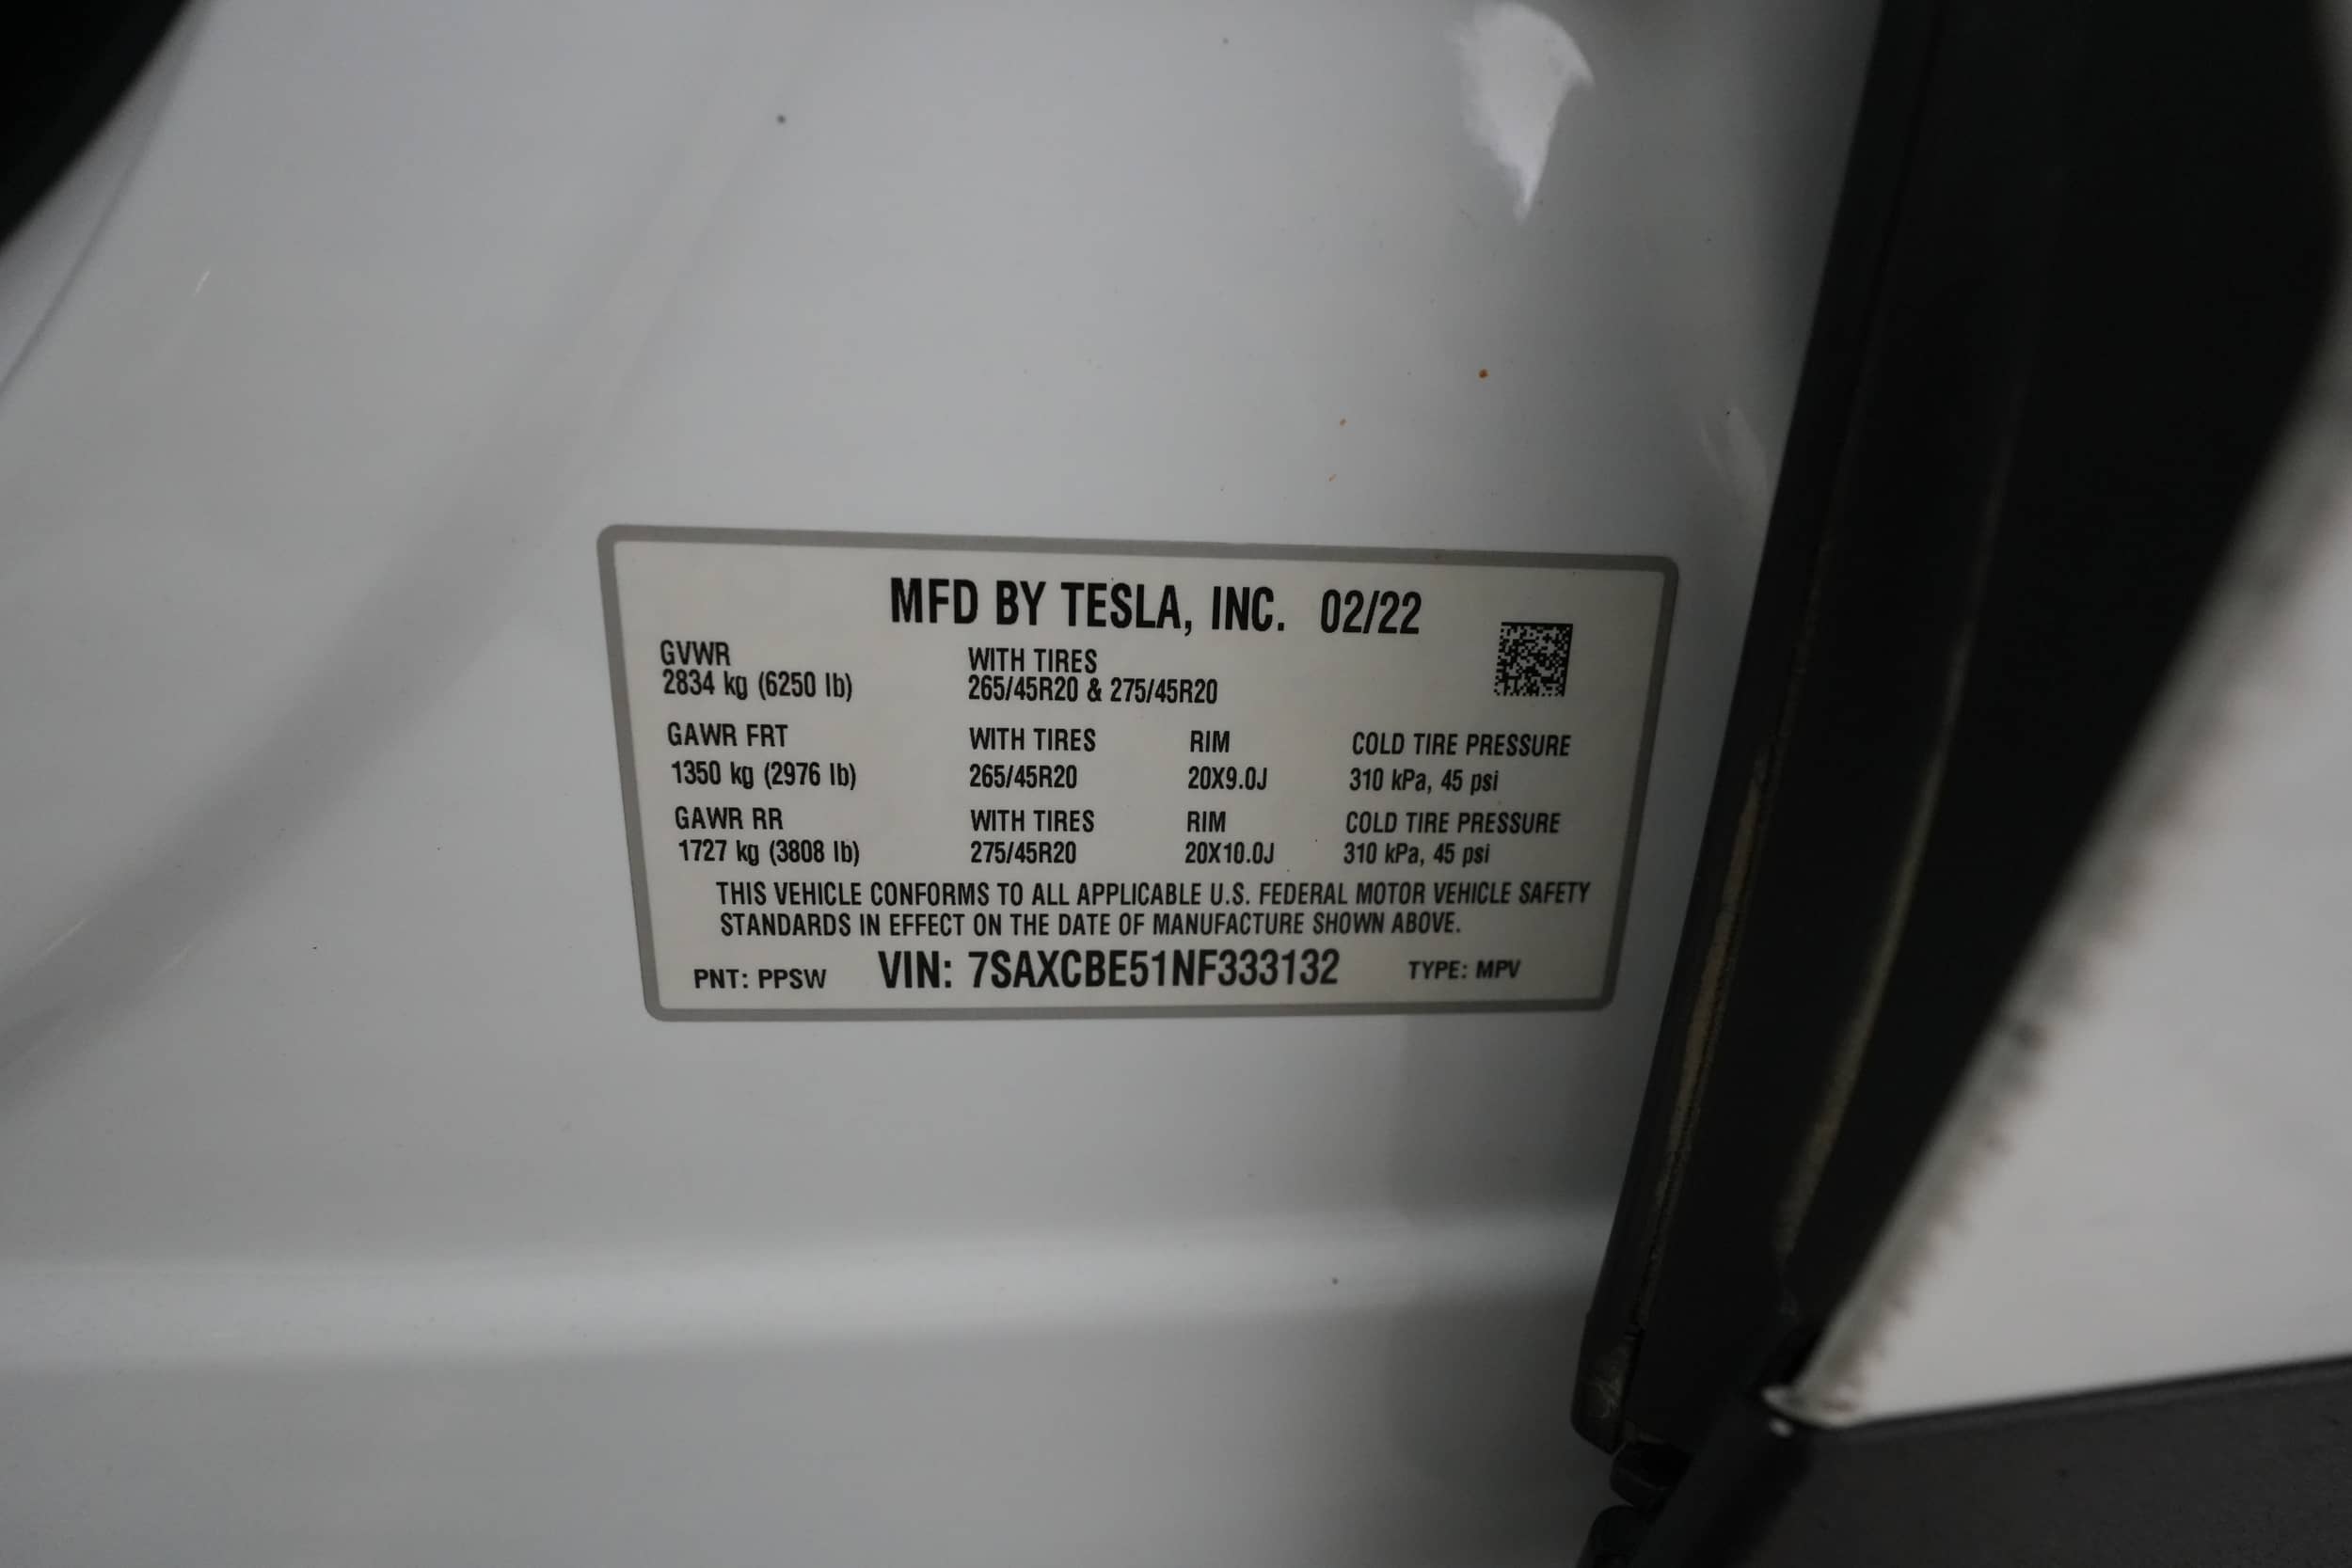 MFD BY TESLA, INC. 02/22
GVWR WITH TIRES
2834 kg (6250 lb) 265/45R20 & 275/45R20
GAWR FRT WITH TIRES RIM COLD TIRE PRESSURE
1350 kg (2976 lb) 265/45R20 20X9.0J 310 kPa, 45 psi
GAWR RR WITH TIRES RIM COLD TIRE PRESSURE
1727 kg (3808 lb) 275/45R20 20X10.0J 310 kPa, 45 psi
THIS VEHICLE CONFORMS TO ALL APPLICABLE U.S. FEDERAL MOTOR VEHICLE SAFETY
STANDARDS IN EFFECT ON THE DATE OF MANUFACTURE SHOWN ABOVE.
PNT: PPSW VIN: 7SAXCBE51NF333132 TYPE: MPV